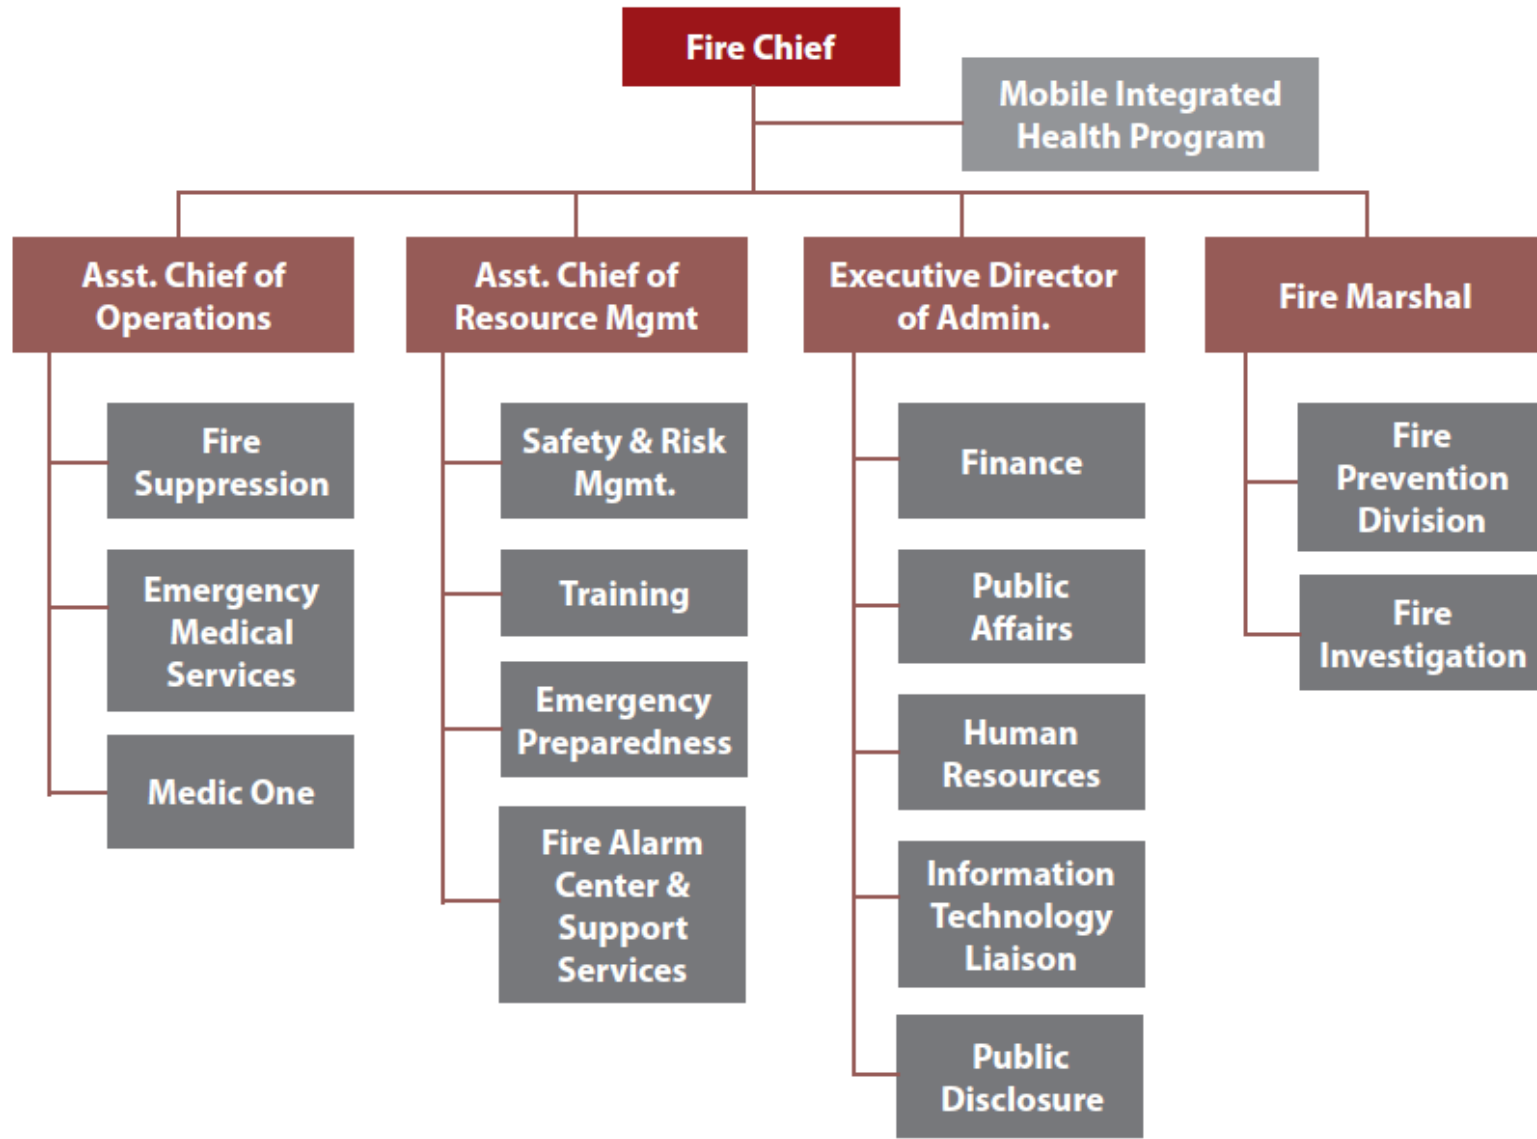 Fire Chief
Mobile Integrated
Health Program
Asst. Chief of
Operations
Fire
Suppression
Emergency
Medical
Services
Medic One
Asst. Chief of
Resource Mgmt
Safety & Risk
Mgmt.
Training
Emergency
Preparedness
Fire Alarm
Center &
Support
Services
Executive Director
of Admin.
Finance
Public
Affairs
Human
Resources
Information
Technology
Liaison
Public
Disclosure
Fire Marshal
Fire
Prevention
Division
Fire
Investigation